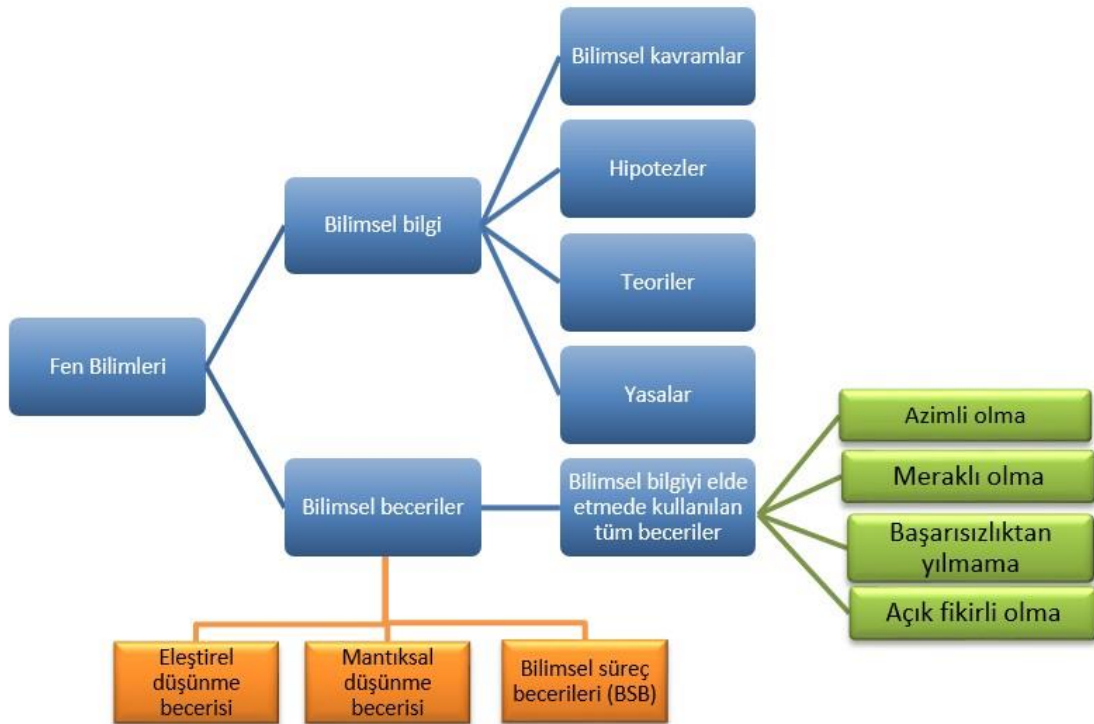 Bilimsel kavramlar
Hipotezler
Bilimsel bilgi
Teoriler
Fen Bilimleri
Yasalar
Bilimsel beceriler
Bilimsel bilgiyi elde
etmede kullanılan
tüm beceriler
Azimli olma
Meraklı olma
Başarısızlıktan
yılmama
Açık fikirli olma
Eleştirel
düşünme
becerisi
Mantıksal
düşünme
becerisi
Bilimsel süreç
becerileri (BSB)